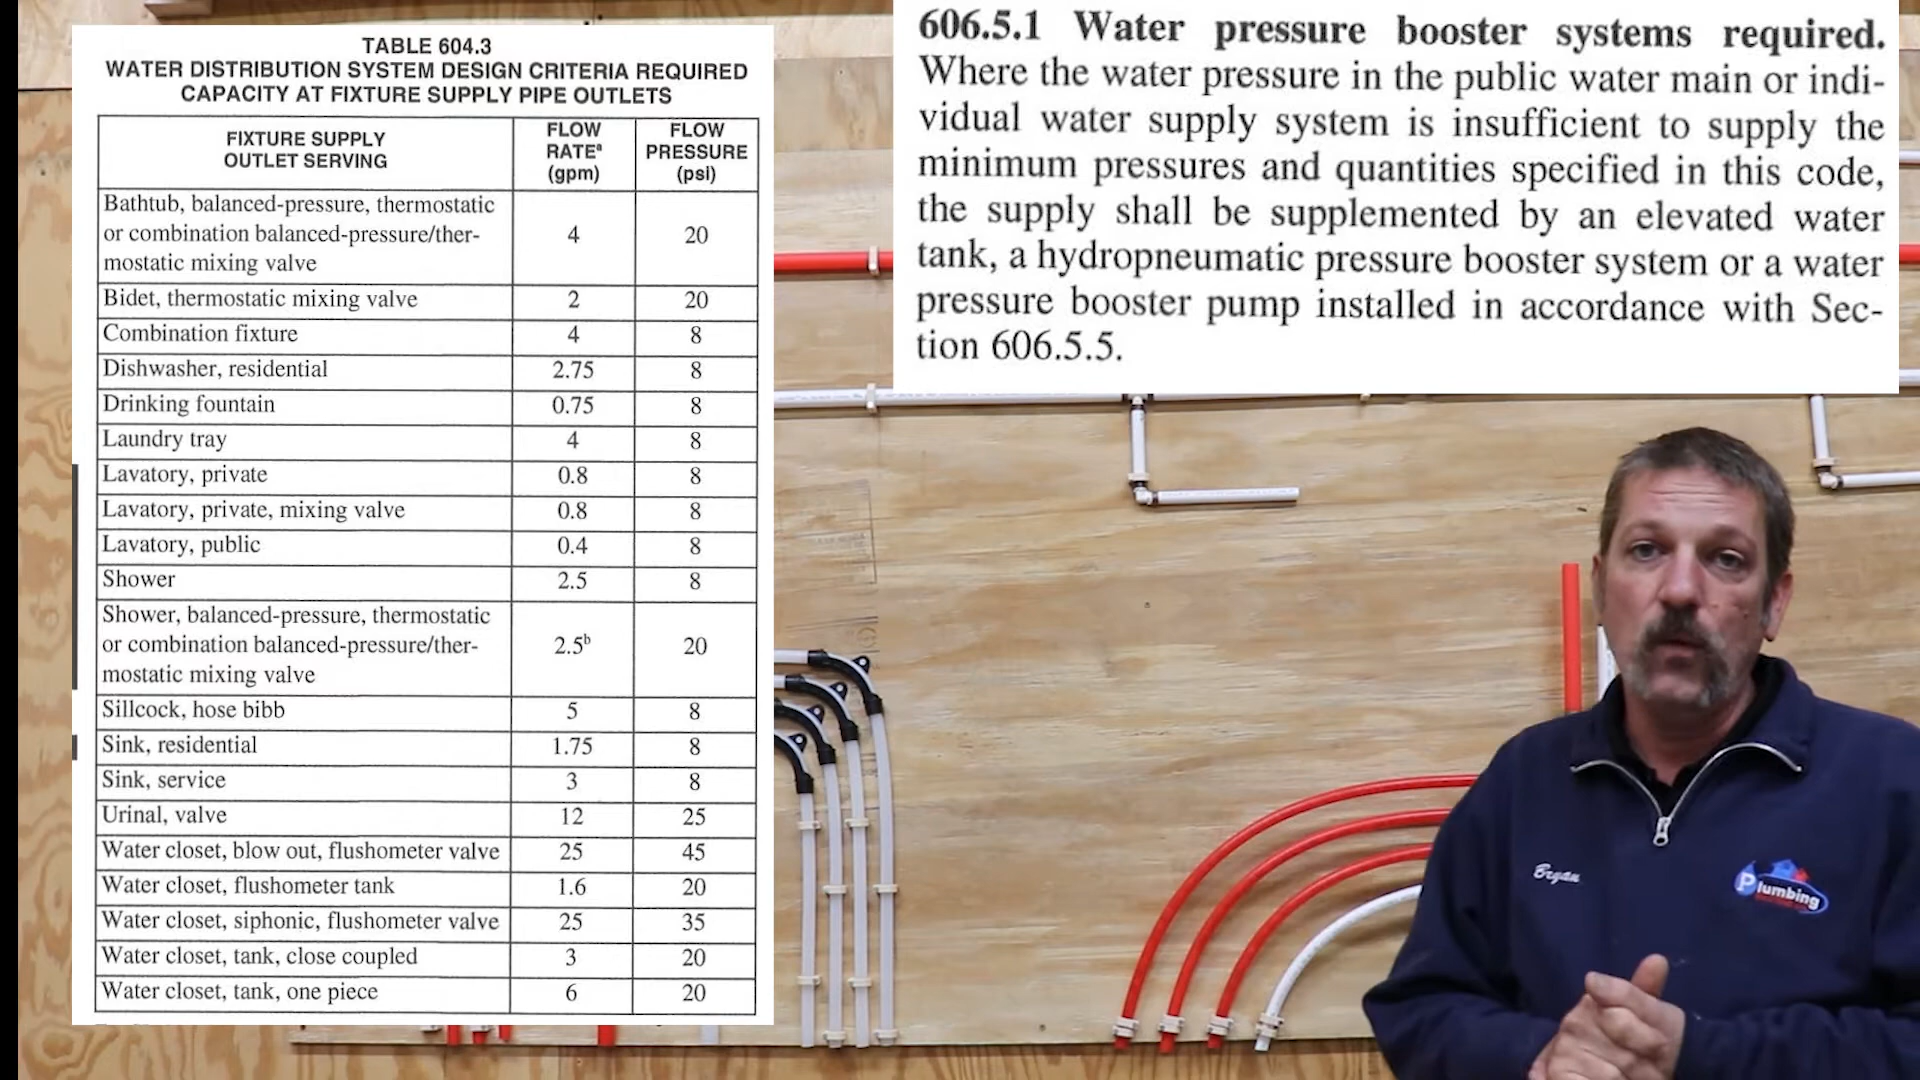 TABLE 604.3
WATER DISTRIBUTION SYSTEM DESIGN CRITERIA REQUIRED
CAPACITY AT FIXTURE SUPPLY PIPE OUTLETS
FIXTURE SUPPLY
OUTLET SERVING
FLOW
RATEᵃ
(gpm)
FLOW
PRESSURE
(psi)
Bathtub, balanced-pressure, thermostatic
or combination balanced-pressure/ther-
mostatic mixing valve
4 20
Bidet, thermostatic mixing valve 2 20
Combination fixture 4 8
Dishwasher, residential 2.75 8
Drinking fountain 0.75 8
Laundry tray 4 8
Lavatory, private 0.8 8
Lavatory, private, mixing valve 0.8 8
Lavatory, public 0.4 8
Shower 2.5 8
Shower, balanced-pressure, thermostatic
or combination balanced-pressure/ther-
mostatic mixing valve
2.5ᵇ 20
Sillcock, hose bibb 5 8
Sink, residential 1.75 8
Sink, service 3 8
Urinal, valve 12 25
Water closet, blow out, flushometer valve 25 45
Water closet, flushometer tank 1.6 20
Water closet, siphonic, flushometer valve 25 35
Water closet, tank, close coupled 3 20
Water closet, tank, one piece 6 20
606.5.1 Water pressure booster systems required.
Where the water pressure in the public water main or indi-
vidual water supply system is insufficient to supply the
minimum pressures and quantities specified in this code,
the supply shall be supplemented by an elevated water
tank, a hydropneumatic pressure booster system or a water
pressure booster pump installed in accordance with Sec-
tion 606.5.5.
Bryan
Plumbing